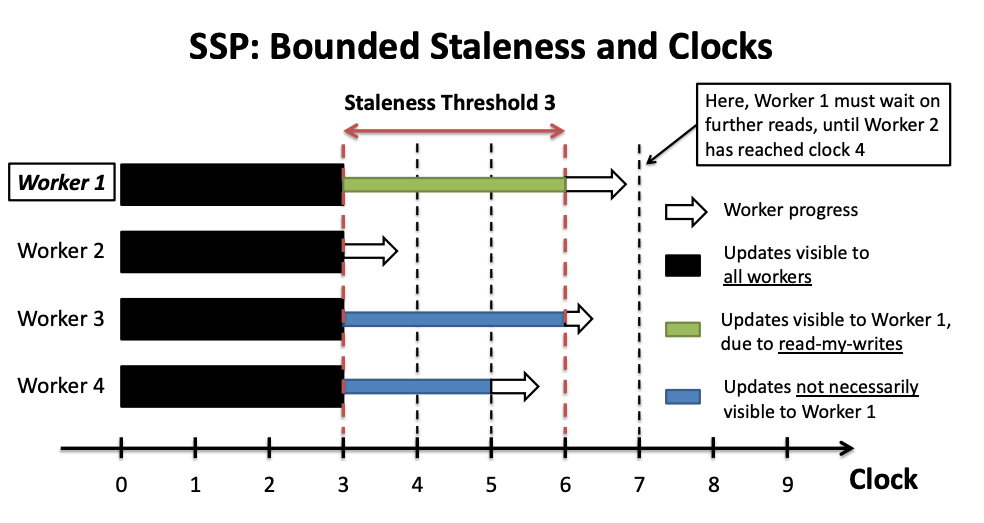 SSP: Bounded Staleness and Clocks
Staleness Threshold 3
Here, Worker 1 must wait on
further reads, until Worker 2
has reached clock 4
Worker 1
Worker 2
Worker 3
Worker 4
Worker progress
Updates visible to
all workers
Updates visible to Worker 1,
due to read-my-writes
Updates not necessarily
visible to Worker 1
0 1 2 3 4 5 6 7 8 9
Clock